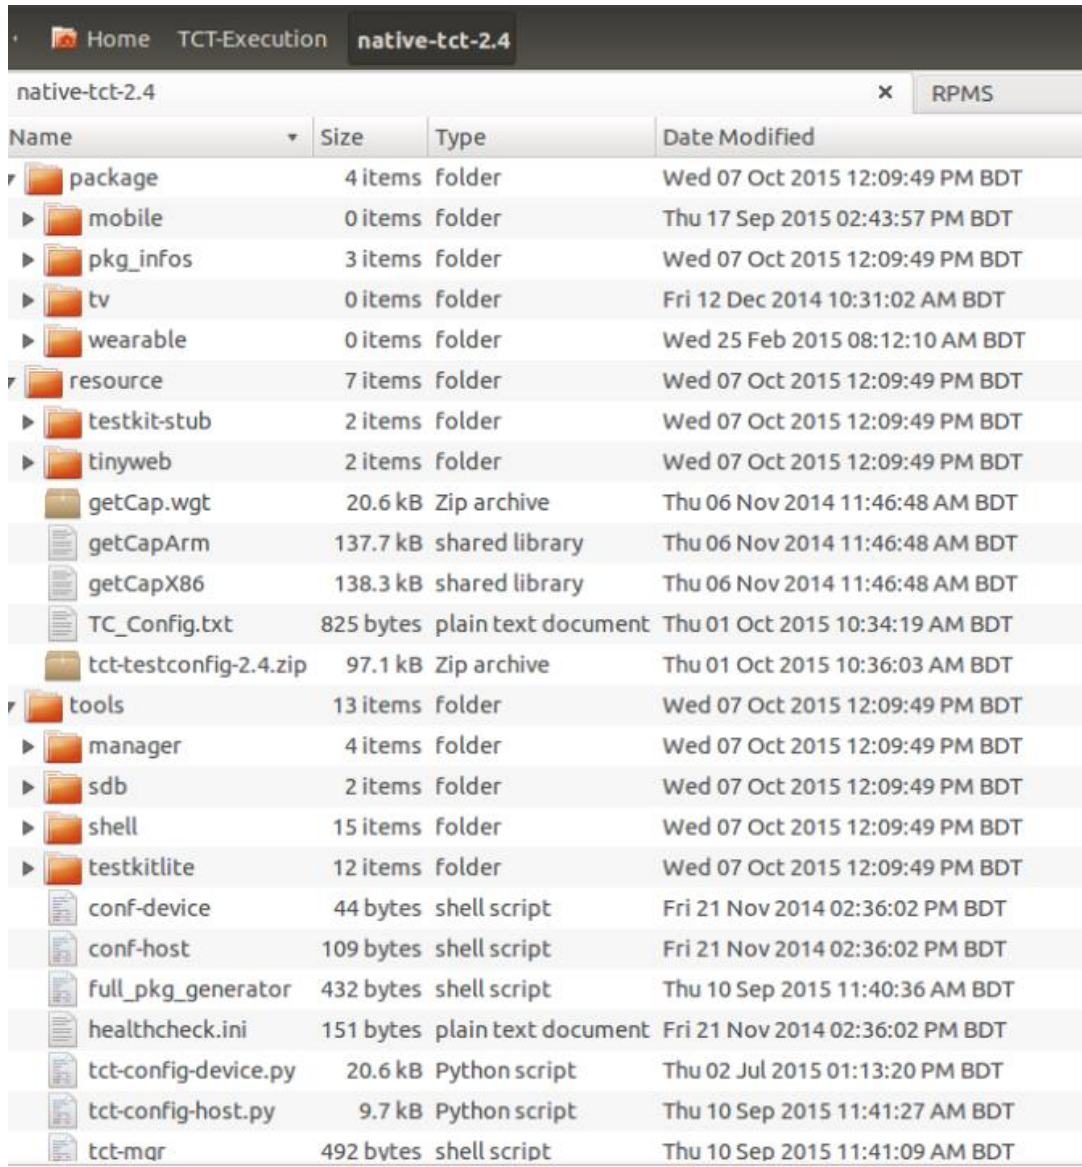 Home TCT-Execution native-tct-2.4
native-tct-2.4 × RPMS
Name Size Type Date Modified
package 4 items folder Wed 07 Oct 2015 12:09:49 PM BDT
mobile 0 items folder Thu 17 Sep 2015 02:43:57 PM BDT
pkg_infos 3 items folder Wed 07 Oct 2015 12:09:49 PM BDT
tv 0 items folder Fri 12 Dec 2014 10:31:02 AM BDT
wearable 0 items folder Wed 25 Feb 2015 08:12:10 AM BDT
resource 7 items folder Wed 07 Oct 2015 12:09:49 PM BDT
testkit-stub 2 items folder Wed 07 Oct 2015 12:09:49 PM BDT
tinyweb 2 items folder Wed 07 Oct 2015 12:09:49 PM BDT
getCap.wgt 20.6 kB Zip archive Thu 06 Nov 2014 11:46:48 AM BDT
getCapArm 137.7 kB shared library Thu 06 Nov 2014 11:46:48 AM BDT
getCapX86 138.3 kB shared library Thu 06 Nov 2014 11:46:48 AM BDT
TC_Config.txt 825 bytes plain text document Thu 01 Oct 2015 10:34:19 AM BDT
tct-testconfig-2.4.zip 97.1 kB Zip archive Thu 01 Oct 2015 10:36:03 AM BDT
tools 13 items folder Wed 07 Oct 2015 12:09:49 PM BDT
manager 4 items folder Wed 07 Oct 2015 12:09:49 PM BDT
sdb 2 items folder Wed 07 Oct 2015 12:09:49 PM BDT
shell 15 items folder Wed 07 Oct 2015 12:09:49 PM BDT
testkitlite 12 items folder Wed 07 Oct 2015 12:09:49 PM BDT
conf-device 44 bytes shell script Fri 21 Nov 2014 02:36:02 PM BDT
conf-host 109 bytes shell script Fri 21 Nov 2014 02:36:02 PM BDT
full_pkg_generator 432 bytes shell script Thu 10 Sep 2015 11:40:36 AM BDT
healthcheck.ini 151 bytes plain text document Fri 21 Nov 2014 02:36:02 PM BDT
tct-config-device.py 20.6 kB Python script Thu 02 Jul 2015 01:13:20 PM BDT
tct-config-host.py 9.7 kB Python script Thu 10 Sep 2015 11:41:27 AM BDT
tct-mgr 492 bytes shell script Thu 10 Sep 2015 11:41:09 AM BDT